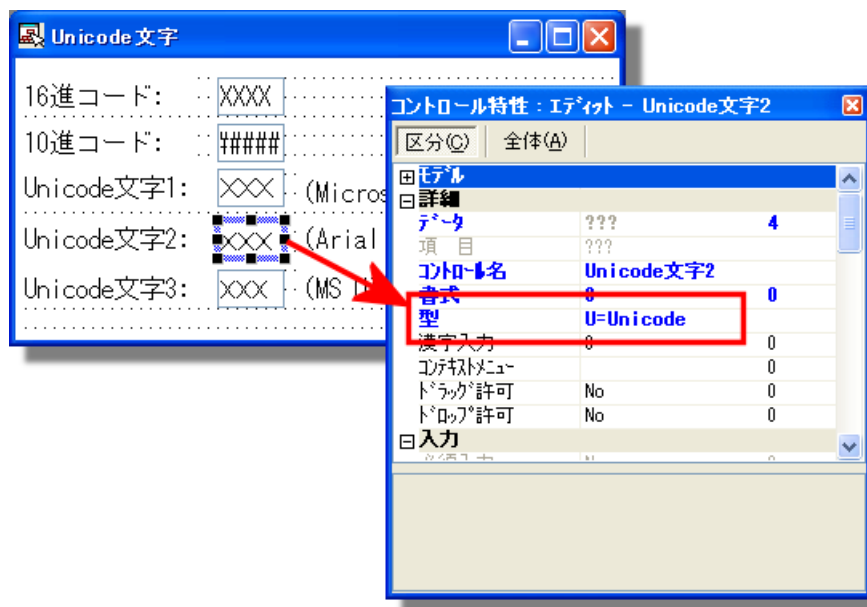 Unicode文字
16進コード: XXXX
10進コード: #####
Unicode文字1: XXX (Micros
Unicode文字2: XXX (Arial
Unicode文字3: XXX (MS
コントロール特性:エディット - Unicode文字2
区分(C) 全体(A)
モデル
詳細
データ ??? 4
項 目 ???
コントロール名 Unicode文字2
書式 0
型 U=Unicode
漢字入力 0 0
コンテキストメニュー 0
ドラッグ許可 No 0
ドロップ許可 No 0
入力